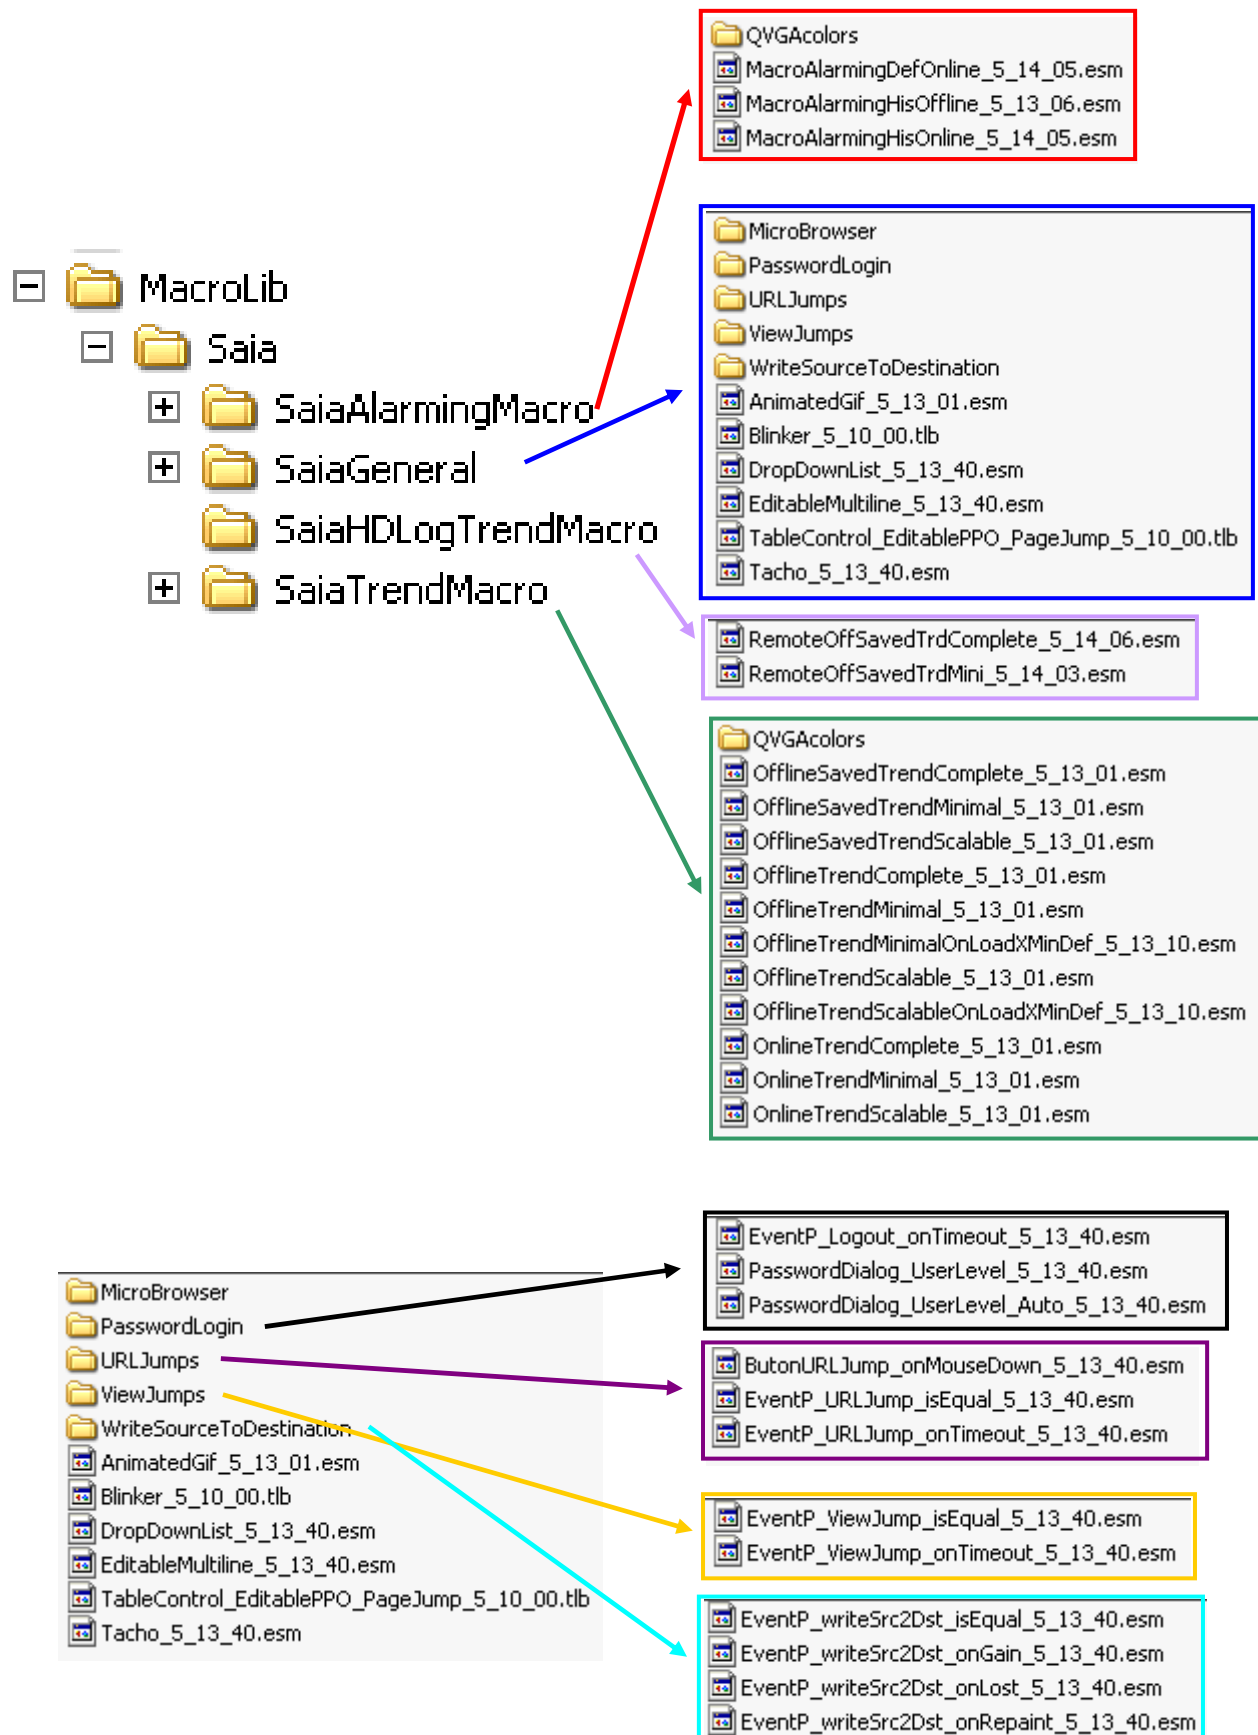 MacroLib
Saia
SaiaAlarmingMacro
SaiaGeneral
SaiaHDLogTrendMacro
SaiaTrendMacro
QVGAcolors
MacroAlarmingDefOnline_5_14_05.esm
MacroAlarmingHisOffline_5_13_06.esm
MacroAlarmingHisOnline_5_14_05.esm
MicroBrowser
PasswordLogin
URLJumps
ViewJumps
WriteSourceToDestination
AnimatedGif_5_13_01.esm
Blinker_5_10_00.tlb
DropDownList_5_13_40.esm
EditableMultiline_5_13_40.esm
TableControl_EditablePPO_PageJump_5_10_00.tlb
Tacho_5_13_40.esm
RemoteOffSavedTrdComplete_5_14_06.esm
RemoteOffSavedTrdMini_5_14_03.esm
QVGAcolors
OfflineSavedTrendComplete_5_13_01.esm
OfflineSavedTrendMinimal_5_13_01.esm
OfflineSavedTrendScalable_5_13_01.esm
OfflineTrendComplete_5_13_01.esm
OfflineTrendMinimal_5_13_01.esm
OfflineTrendMinimalOnLoadXMinDef_5_13_10.esm
OfflineTrendScalable_5_13_01.esm
OfflineTrendScalableOnLoadXMinDef_5_13_10.esm
OnlineTrendComplete_5_13_01.esm
OnlineTrendMinimal_5_13_01.esm
OnlineTrendScalable_5_13_01.esm
MicroBrowser
PasswordLogin
URLJumps
ViewJumps
WriteSourceToDestination
AnimatedGif_5_13_01.esm
Blinker_5_10_00.tlb
DropDownList_5_13_40.esm
EditableMultiline_5_13_40.esm
TableControl_EditablePPO_PageJump_5_10_00.tlb
Tacho_5_13_40.esm
EventP_Logout_onTimeout_5_13_40.esm
PasswordDialog_UserLevel_5_13_40.esm
PasswordDialog_UserLevel_Auto_5_13_40.esm
ButonURLJump_onMouseDown_5_13_40.esm
EventP_URLJump_isEqual_5_13_40.esm
EventP_URLJump_onTimeout_5_13_40.esm
EventP_ViewJump_isEqual_5_13_40.esm
EventP_ViewJump_onTimeout_5_13_40.esm
EventP_writeSrc2Dst_isEqual_5_13_40.esm
EventP_writeSrc2Dst_onGain_5_13_40.esm
EventP_writeSrc2Dst_onLost_5_13_40.esm
EventP_writeSrc2Dst_onRepaint_5_13_40.esm